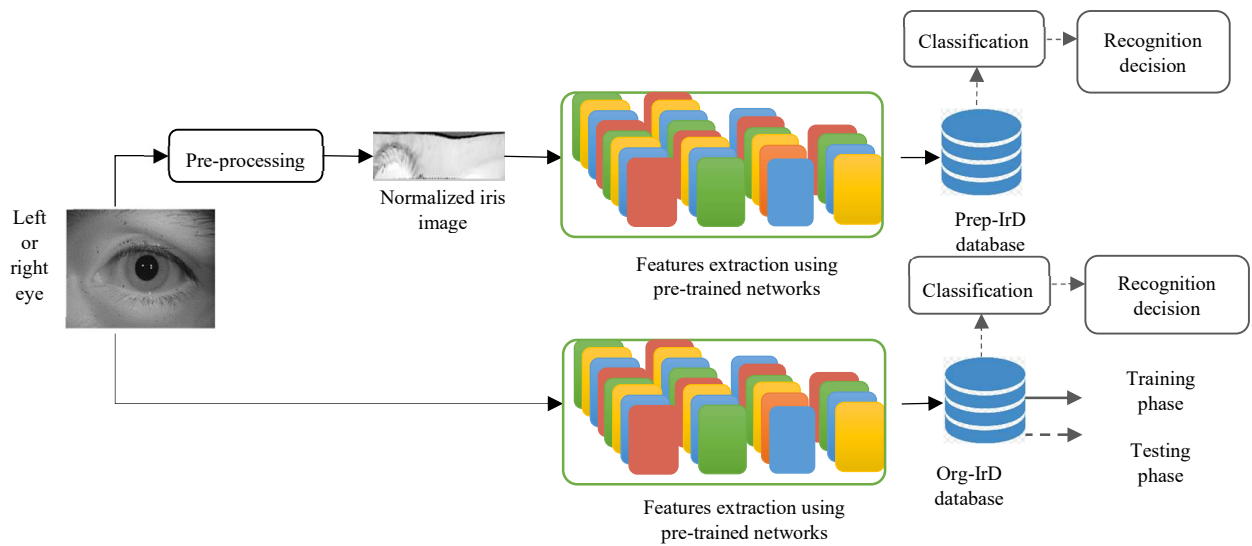 Left
or
right
eye
Pre-processing
Normalized iris
image
Features extraction using
pre-trained networks
Prep-IrD
database
Classification
Recognition
decision
Features extraction using
pre-trained networks
Org-IrD
database
Classification
Recognition
decision
Training
phase
Testing
phase